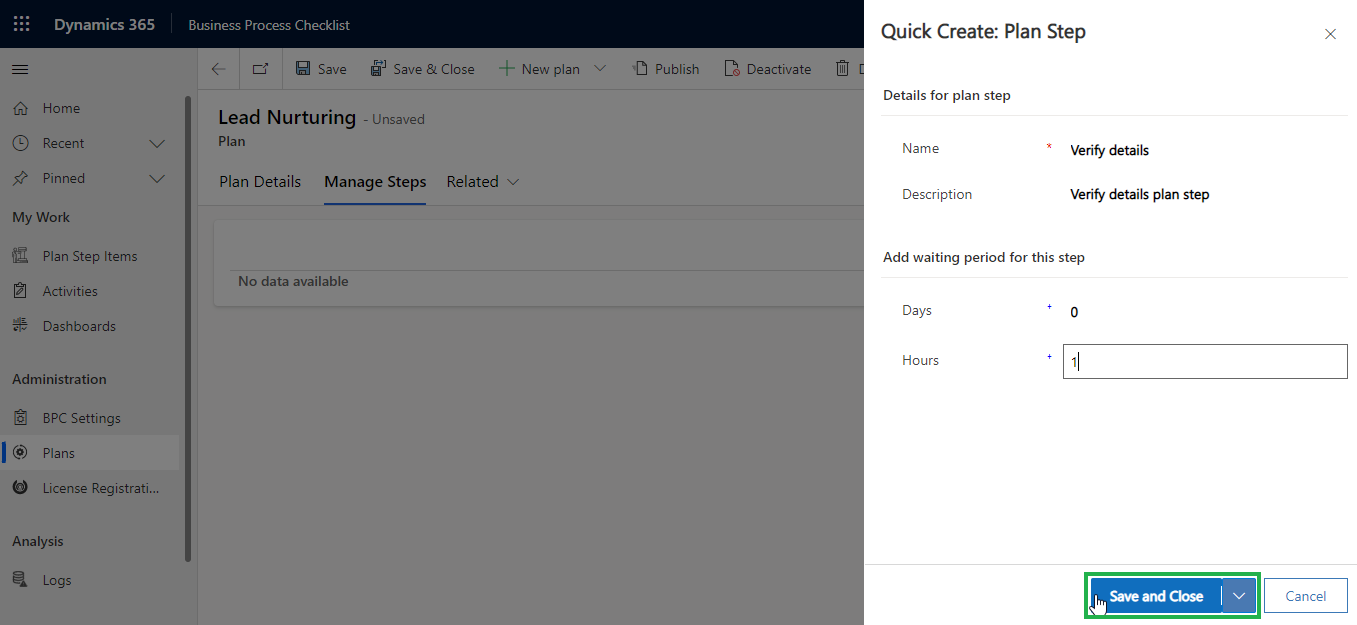 Dynamics 365 Business Process Checklist
Save Save & Close New plan Publish Deactivate
Home
Recent
Pinned
My Work
Plan Step Items
Activities
Dashboards
Administration
BPC Settings
Plans
License Registrati...
Analysis
Logs
Lead Nurturing - Unsaved
Plan
Plan Details Manage Steps Related
No data available
Quick Create: Plan Step
Details for plan step
Name * Verify details
Description Verify details plan step
Add waiting period for this step
Days + 0
Hours + 1
Save and Close Cancel